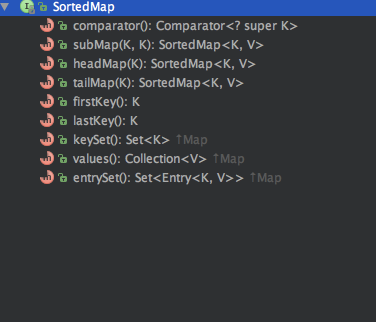 SortedMap
comparator(): Comparator<? super K>
subMap(K, K): SortedMap<K, V>
headMap(K): SortedMap<K, V>
tailMap(K): SortedMap<K, V>
firstKey(): K
lastKey(): K
keySet(): Set<K> ↑Map
values(): Collection<V> ↑Map
entrySet(): Set<Entry<K, V>> ↑Map